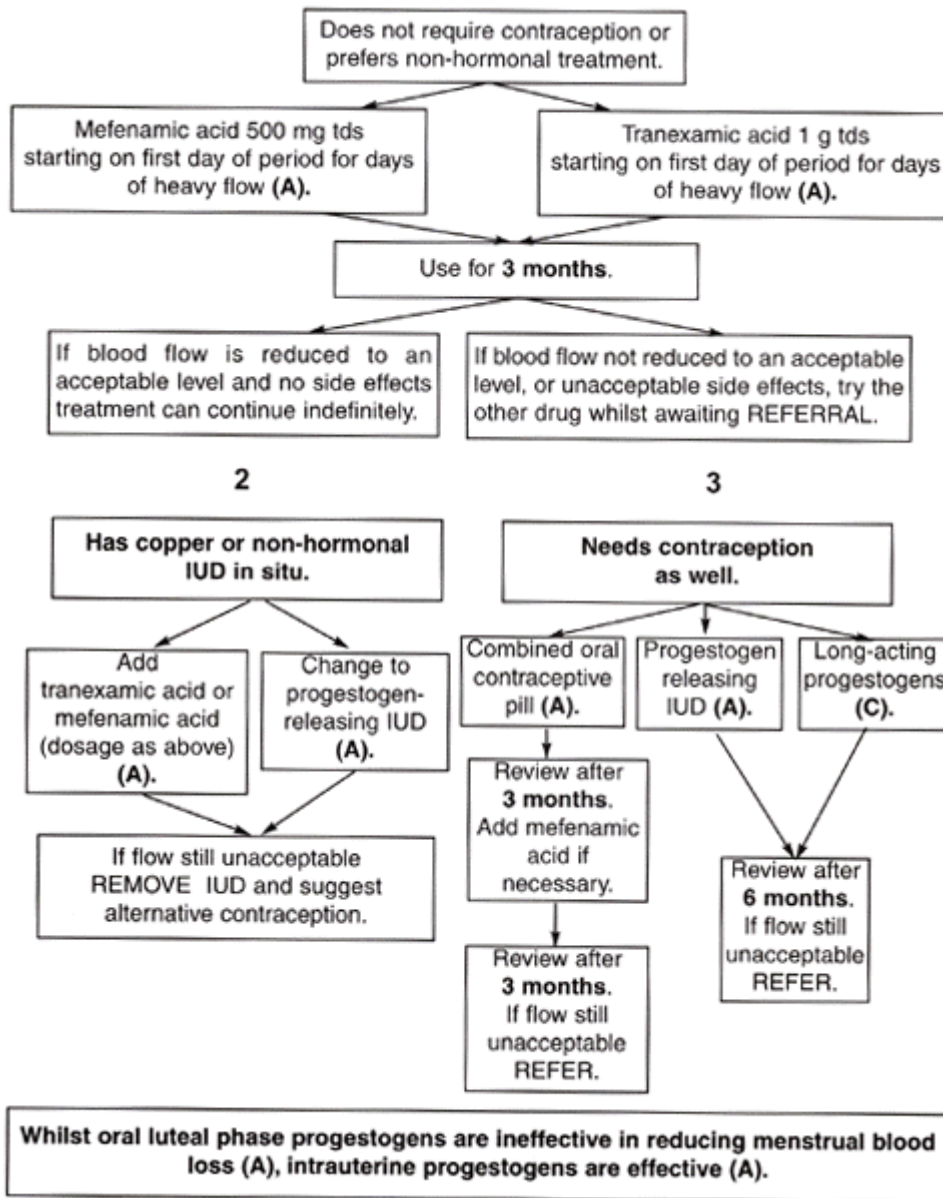 Does not require contraception or
prefers non-hormonal treatment.
Mefenamic acid 500 mg tds
starting on first day of period for days
of heavy flow (A).
Tranexamic acid 1 g tds
starting on first day of period for days
of heavy flow (A).
Use for 3 months.
If blood flow is reduced to an
acceptable level and no side effects
treatment can continue indefinitely.
If blood flow not reduced to an acceptable
level, or unacceptable side effects, try the
other drug whilst awaiting REFERRAL.
2
Has copper or non-hormonal
IUD in situ.
Add
tranexamic acid or
mefenamic acid
(dosage as above)
(A).
Change to
progestogen-
releasing IUD
(A).
If flow still unacceptable
REMOVE IUD and suggest
alternative contraception.
3
Needs contraception
as well.
Combined oral
contraceptive
pill (A).
Progestogen
releasing
IUD (A).
Long-acting
progestogens
(C).
Review after
3 months.
Add mefenamic
acid if
necessary.
Review after
3 months.
If flow still
unacceptable
REFER.
Review after
6 months.
If flow still
unacceptable
REFER.
Whilst oral luteal phase progestogens are ineffective in reducing menstrual blood
loss (A), intrauterine progestogens are effective (A).